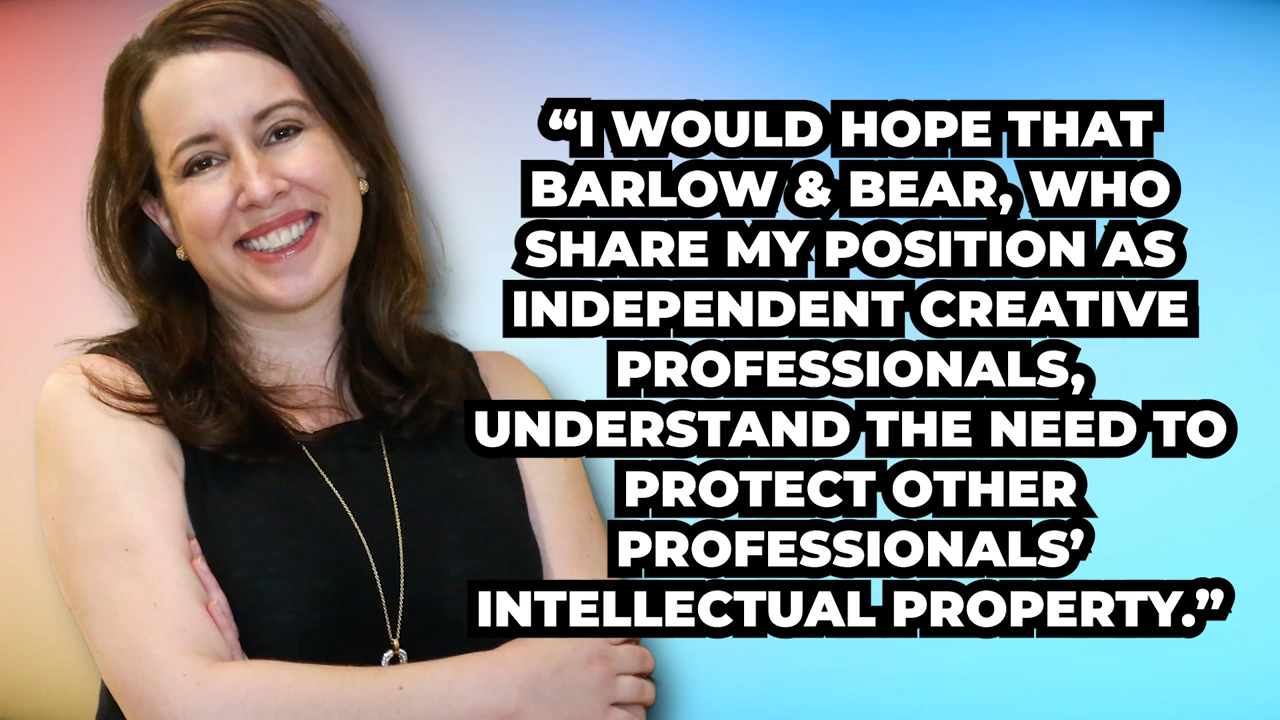 “I WOULD HOPE THAT
BARLOW & BEAR, WHO
SHARE MY POSITION AS
INDEPENDENT CREATIVE
PROFESSIONALS,
UNDERSTAND THE NEED TO
PROTECT OTHER
PROFESSIONALS’
INTELLECTUAL PROPERTY.”